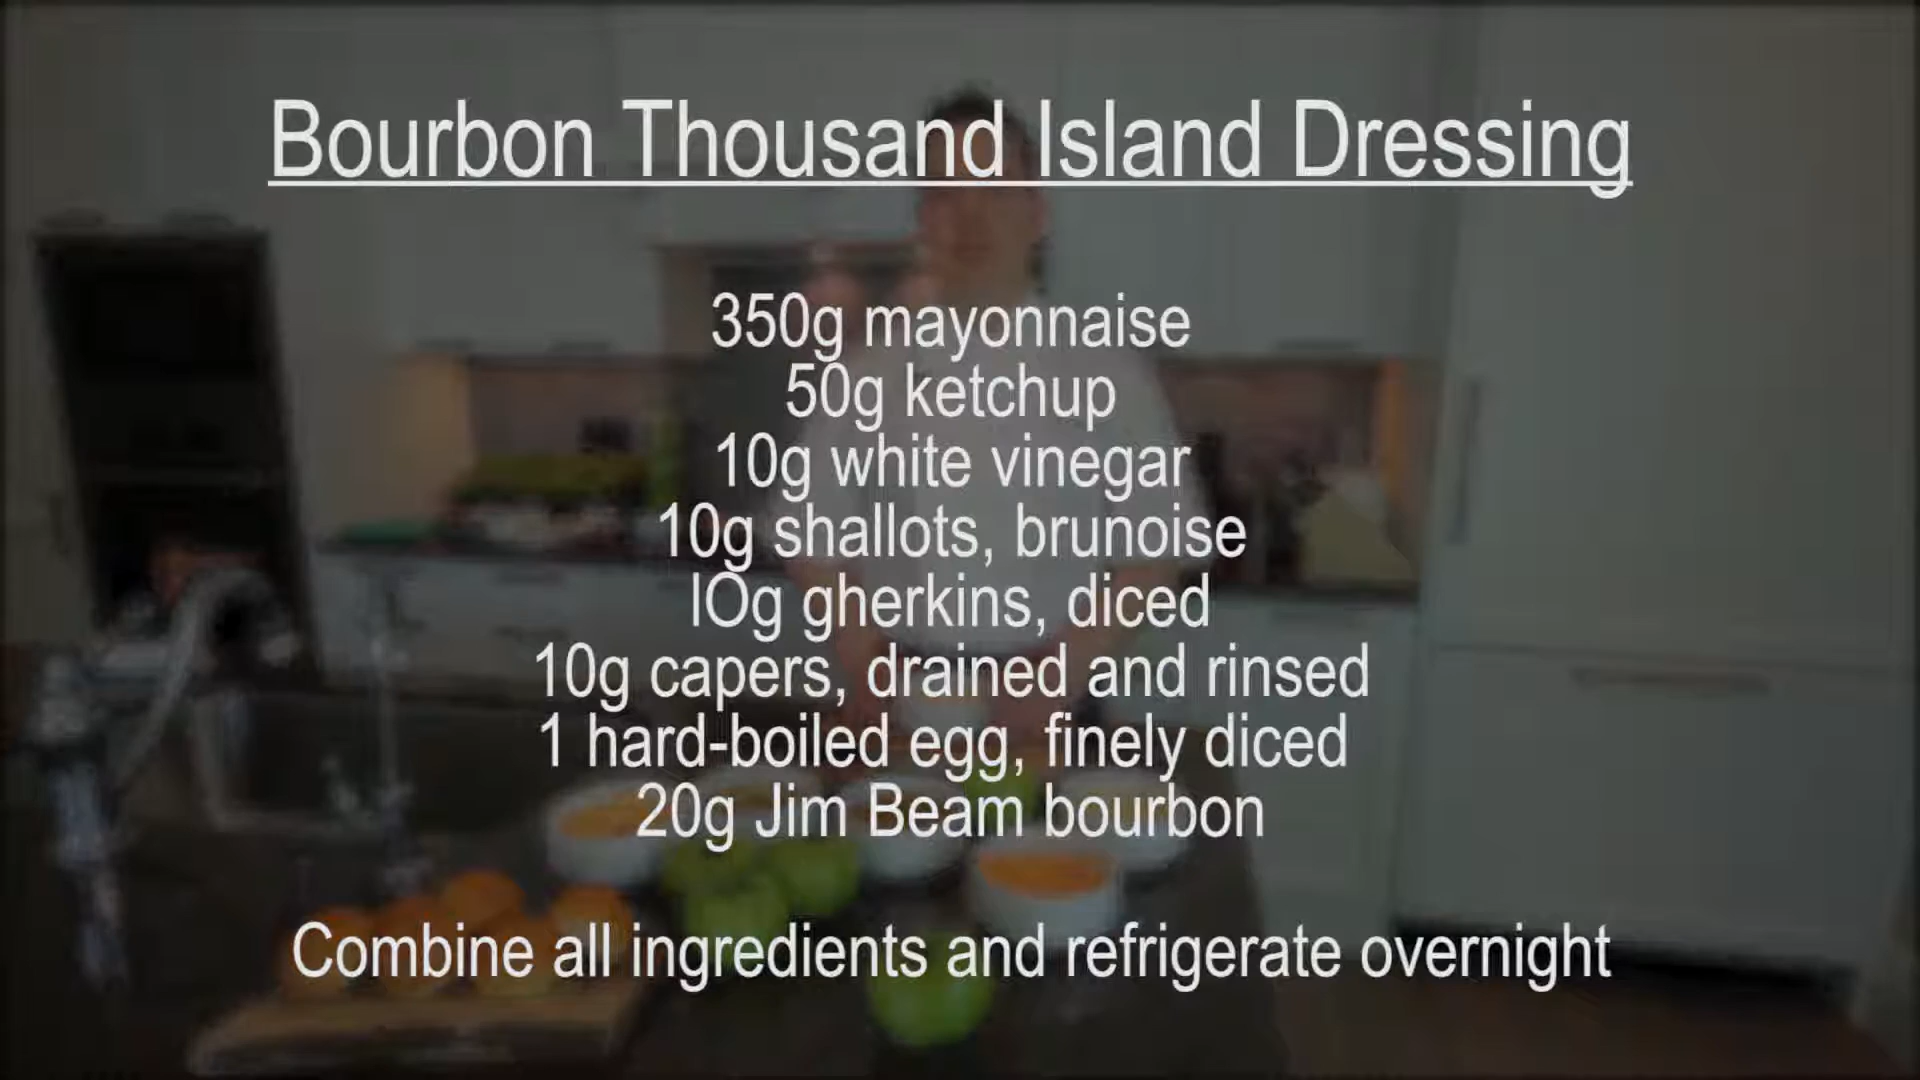 Bourbon Thousand Island Dressing
350g mayonnaise
50g ketchup
10g white vinegar
10g shallots, brunoise
lOg gherkins, diced
10g capers, drained and rinsed
1 hard-boiled egg, finely diced
20g Jim Beam bourbon
Combine all ingredients and refrigerate overnight